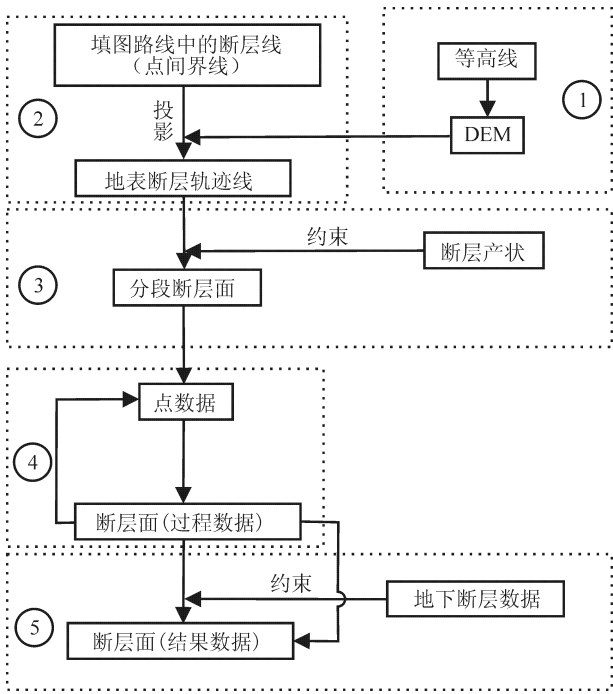 填图路线中的断层线
（点间界线）
等高线
①
②
投影
DEM
地表断层轨迹线
约束
断层产状
③
分段断层面
点数据
④
断层面(过程数据)
约束
地下断层数据
⑤
断层面(结果数据)